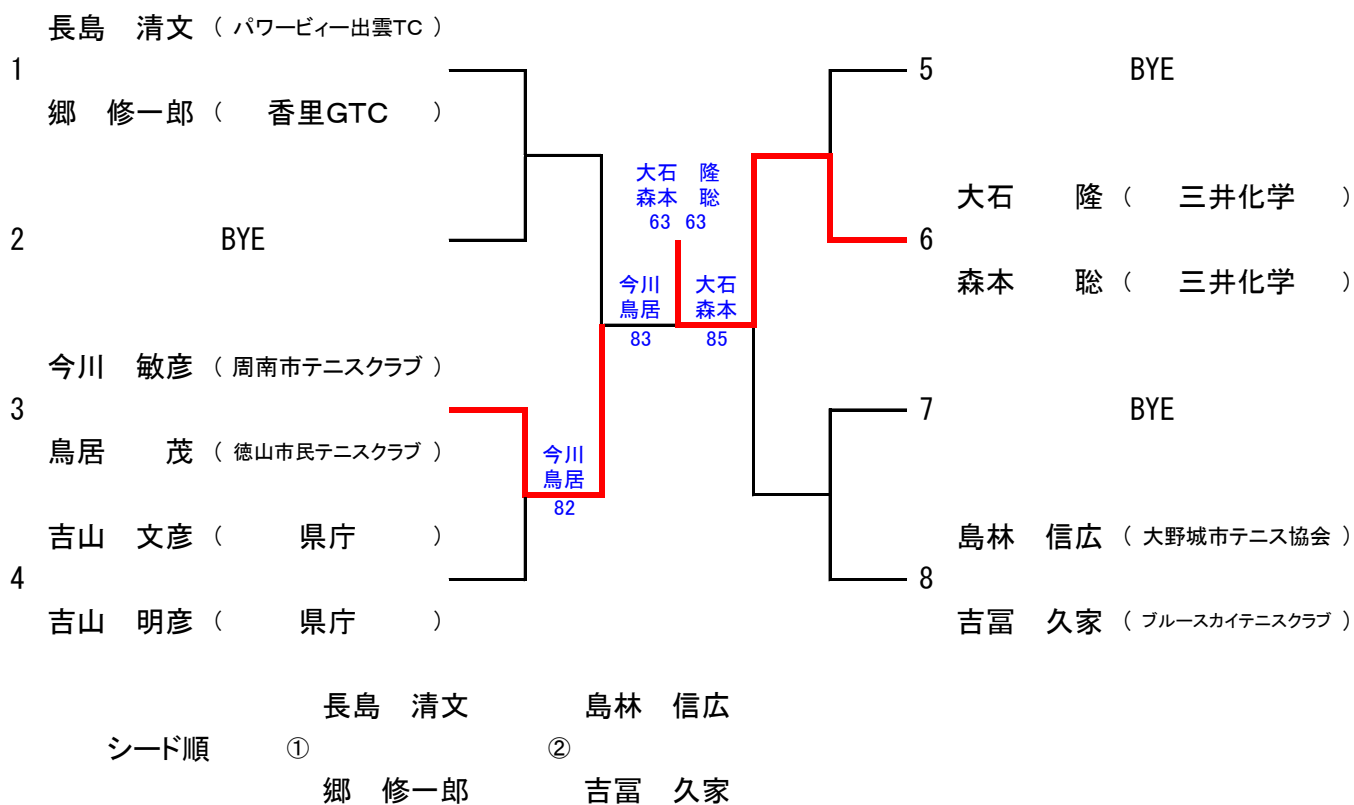 長島 清文 ( パワービィー出雲TC )
1
郷 修一郎 ( 香里GTC )
2 BYE
今川 敏彦 ( 周南市テニスクラブ )
3
鳥居 茂 ( 徳山市民テニスクラブ )
吉山 文彦 ( 県庁 )
4
吉山 明彦 ( 県庁 )
今川
鳥居
82
今川
鳥居
83
大石 隆
森本 聡
63 63
大石
森本
85
5 BYE
大石 隆 ( 三井化学 )
6
森本 聡 ( 三井化学 )
7 BYE
島林 信広 ( 大野城市テニス協会 )
8
吉冨 久家 ( ブルースカイテニスクラブ )
長島 清文 島林 信広
シード順 ① ②
郷 修一郎 吉冨 久家